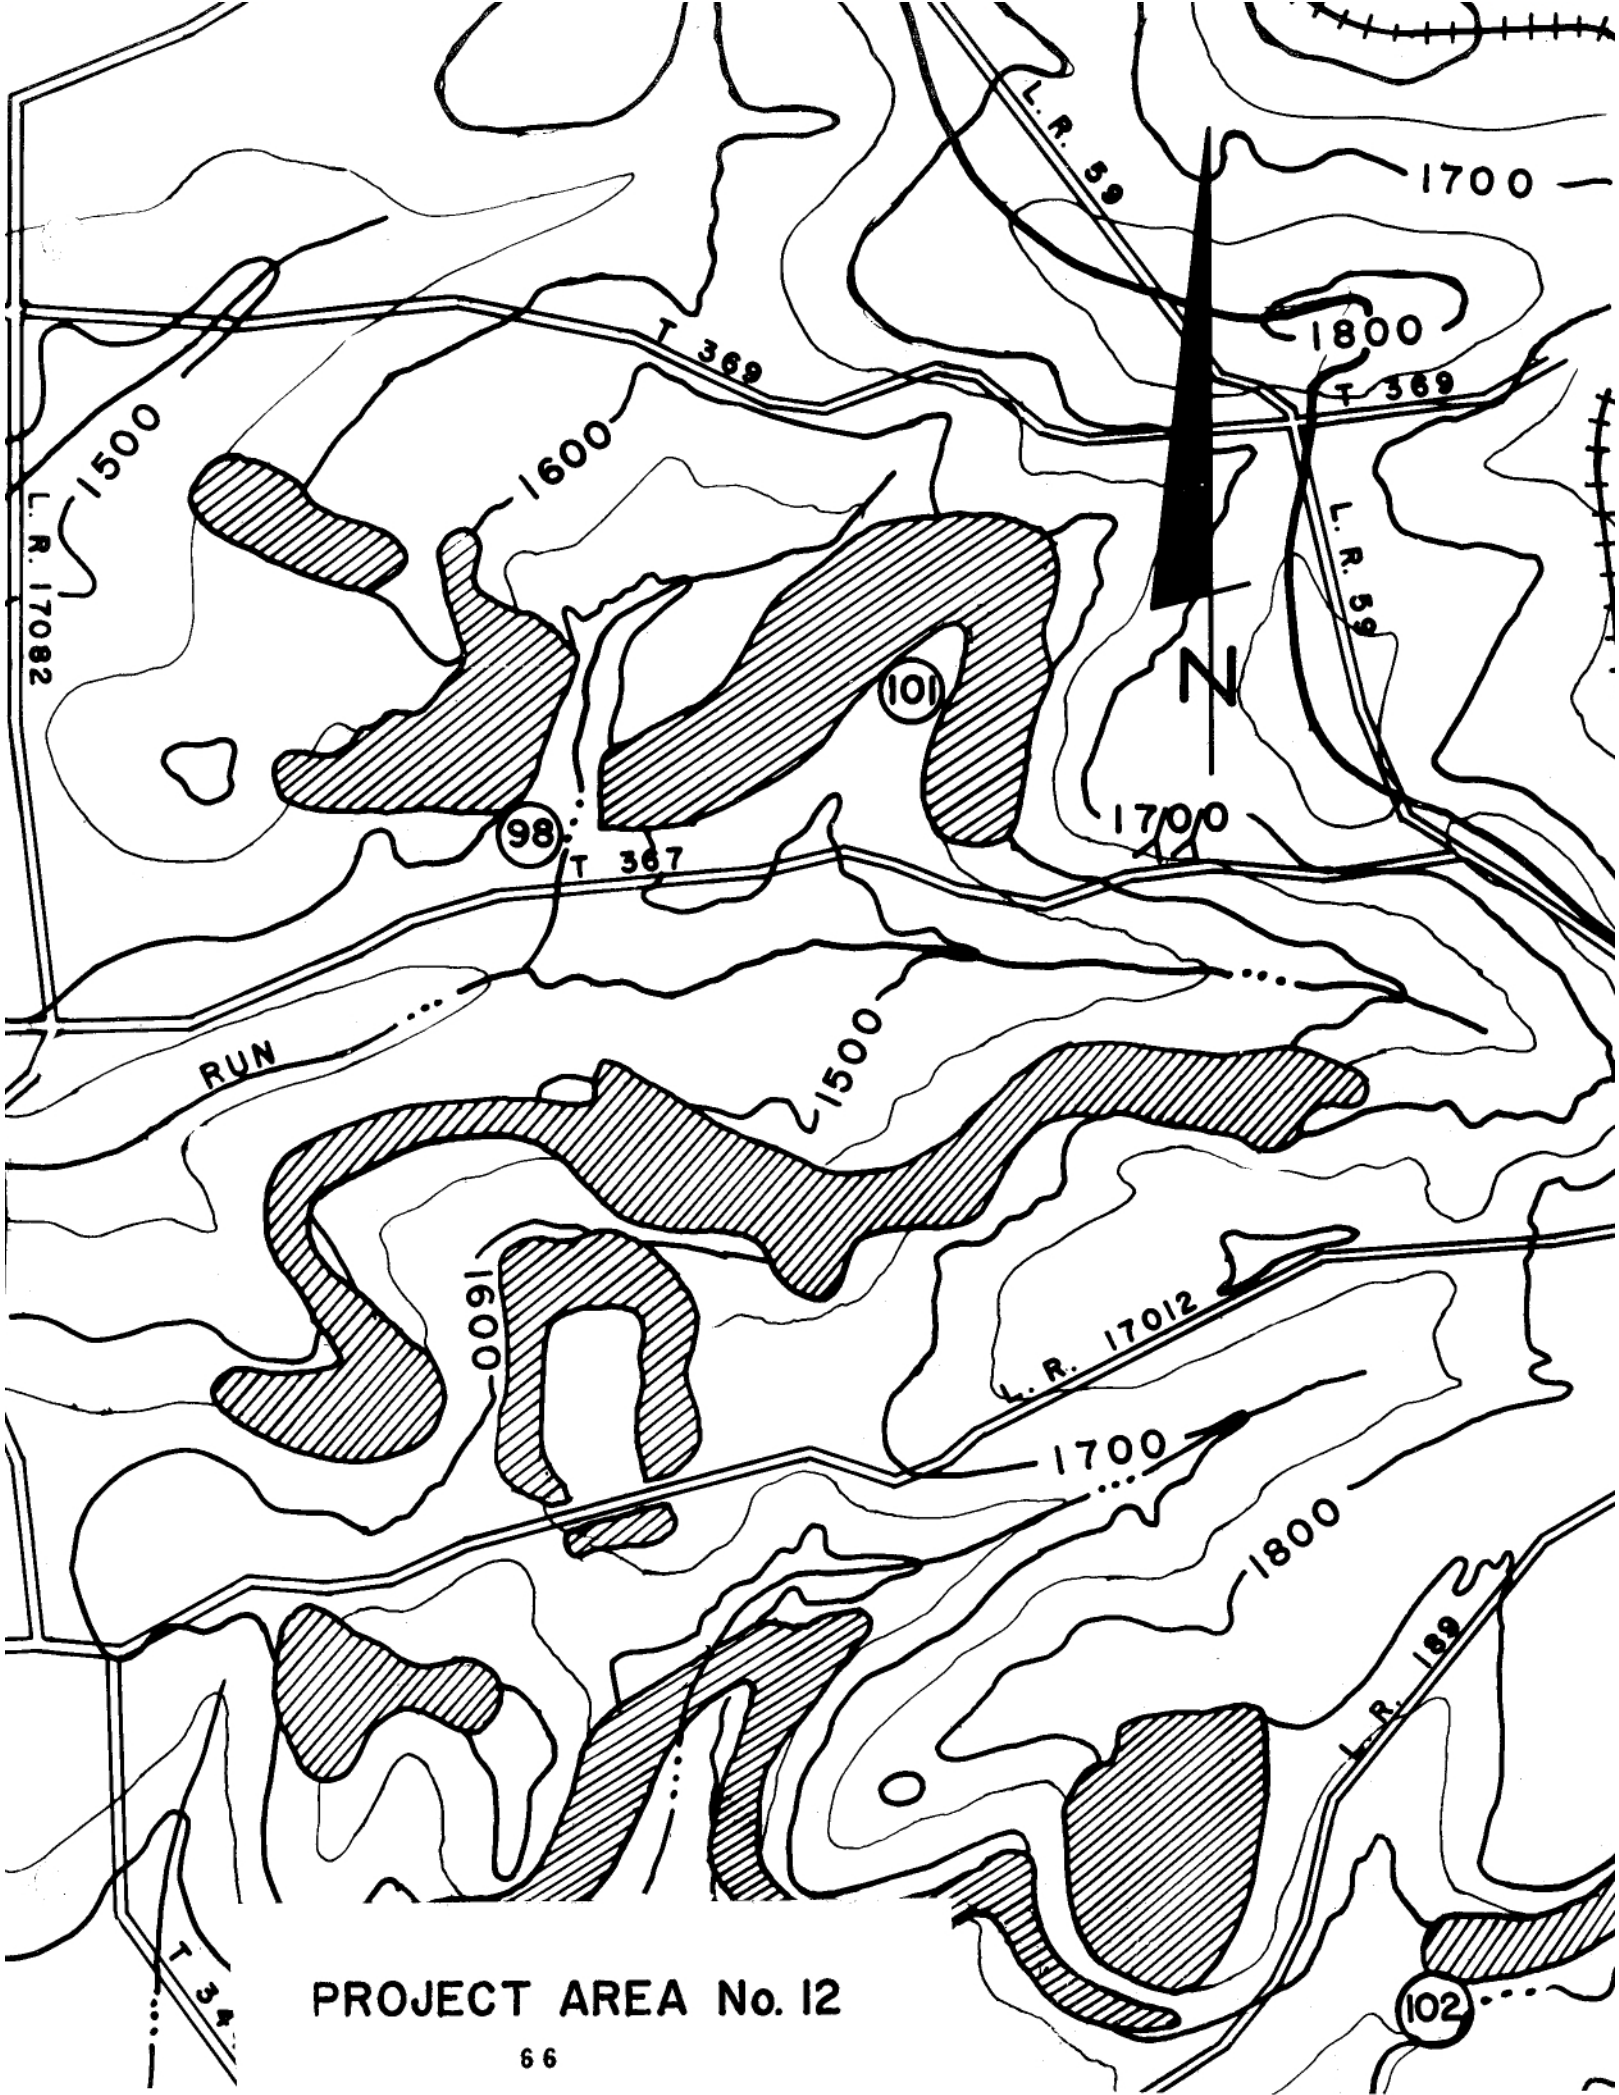 L. R. 59
1700
1800
T 369
T 369
1500
1600
L. R. 17082
L. R. 59
101
N
98
T 367
1700
1500
RUN
1600
L. R. 17012
1700
1800
L. R. 189
T 34
PROJECT AREA No. 12
102
66